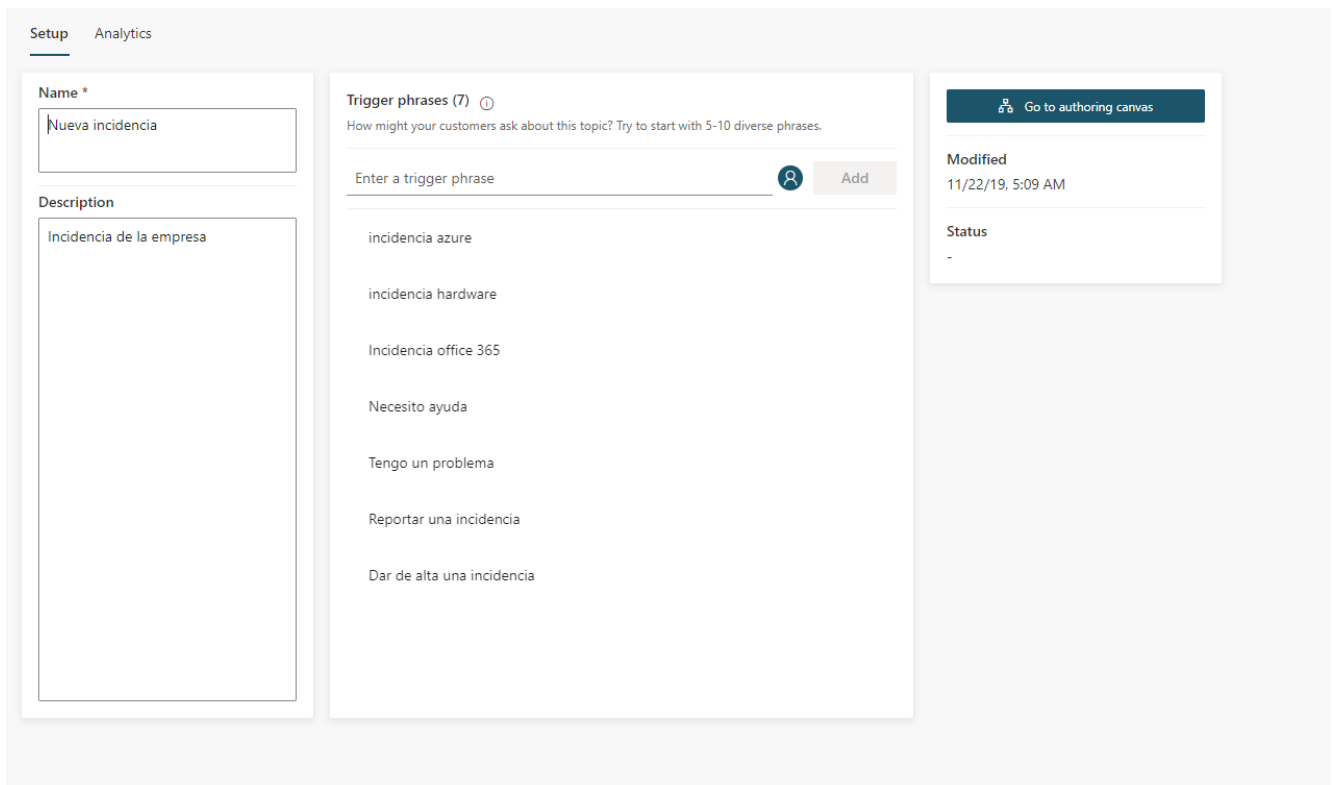 Setup Analytics
Name *
Nueva incidencia
Description
Incidencia de la empresa
Trigger phrases (7)
How might your customers ask about this topic? Try to start with 5-10 diverse phrases.
Enter a trigger phrase Add
incidencia azure
incidencia hardware
Incidencia office 365
Necesito ayuda
Tengo un problema
Reportar una incidencia
Dar de alta una incidencia
Go to authoring canvas
Modified
11/22/19, 5:09 AM
Status
-